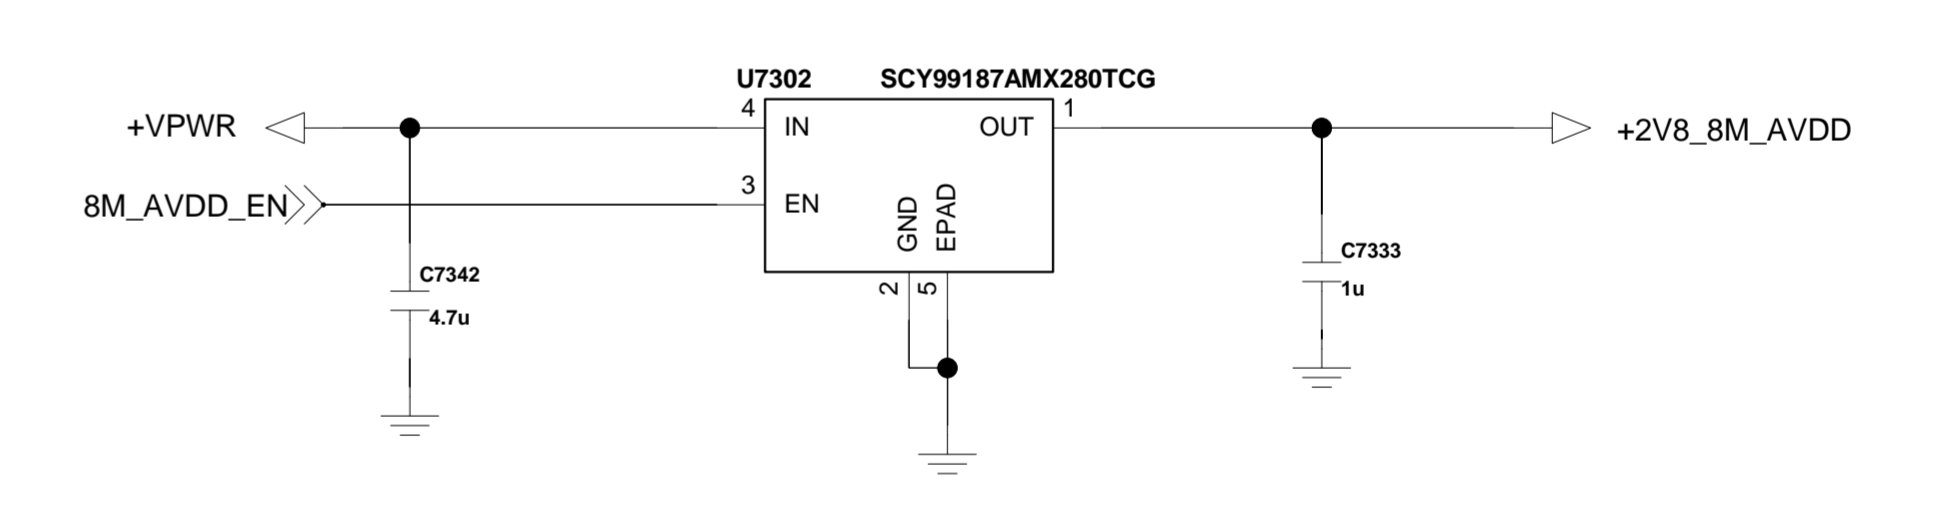 U7302 SCY99187AMX280TCG
4 1
+VPWR IN OUT +2V8_8M_AVDD
3
8M_AVDD_EN EN
GND EPAD
C7333
C7342
2 5
1u
4.7u